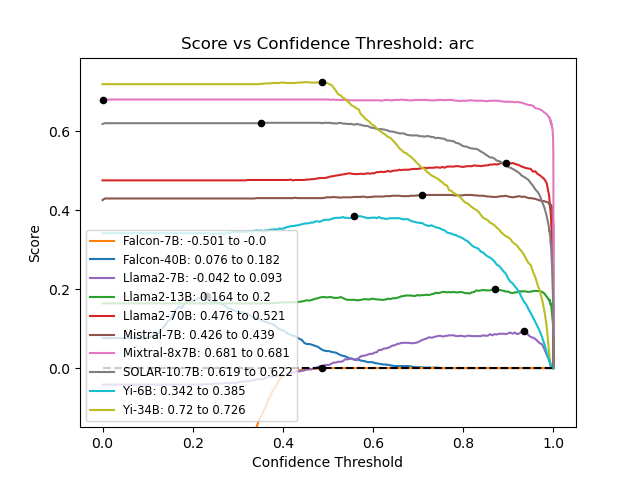 Score vs Confidence Threshold: arc
Score
0.6
0.4
0.2
0.0
Falcon-7B: -0.501 to -0.0
Falcon-40B: 0.076 to 0.182
Llama2-7B: -0.042 to 0.093
Llama2-13B: 0.164 to 0.2
Llama2-70B: 0.476 to 0.521
Mistral-7B: 0.426 to 0.439
Mixtral-8x7B: 0.681 to 0.681
SOLAR-10.7B: 0.619 to 0.622
Yi-6B: 0.342 to 0.385
Yi-34B: 0.72 to 0.726
0.0 0.2 0.4 0.6 0.8 1.0
Confidence Threshold